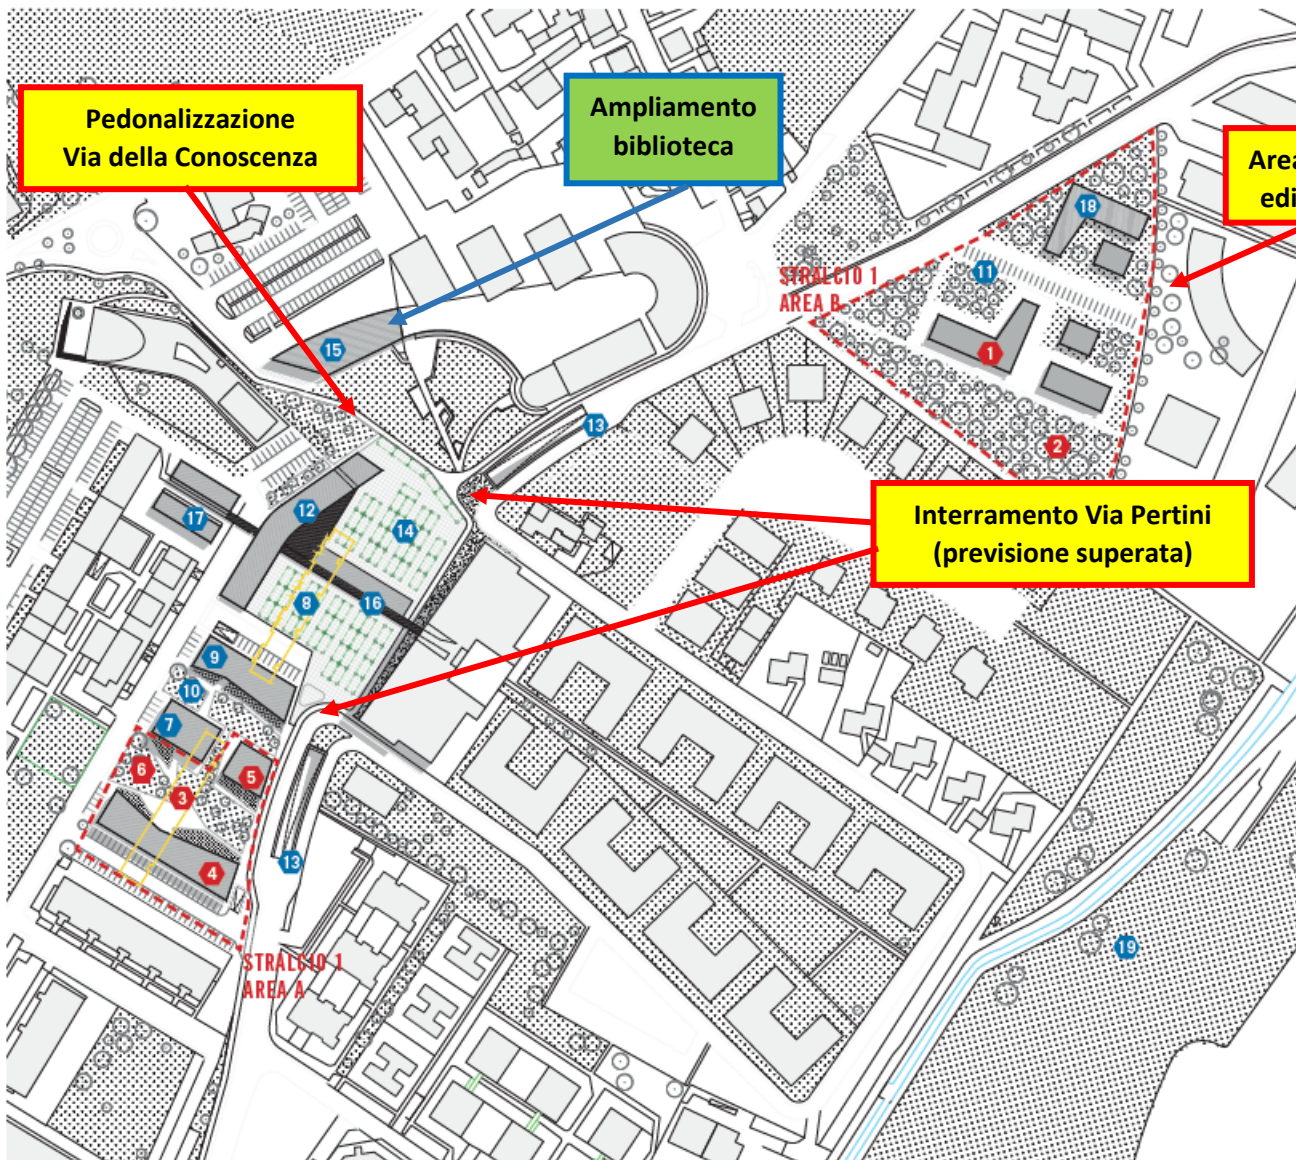 Pedonalizzazione
Via della Conoscenza
Ampliamento
biblioteca
Area
edi
18
11
STRALCIO 1
AREA B
1
15
2
13
12
14
17
Interramento Via Pertini
(previsione superata)
8
16
9
10
7
6
5
3
4
13
19
STRALCIO 1
AREA A